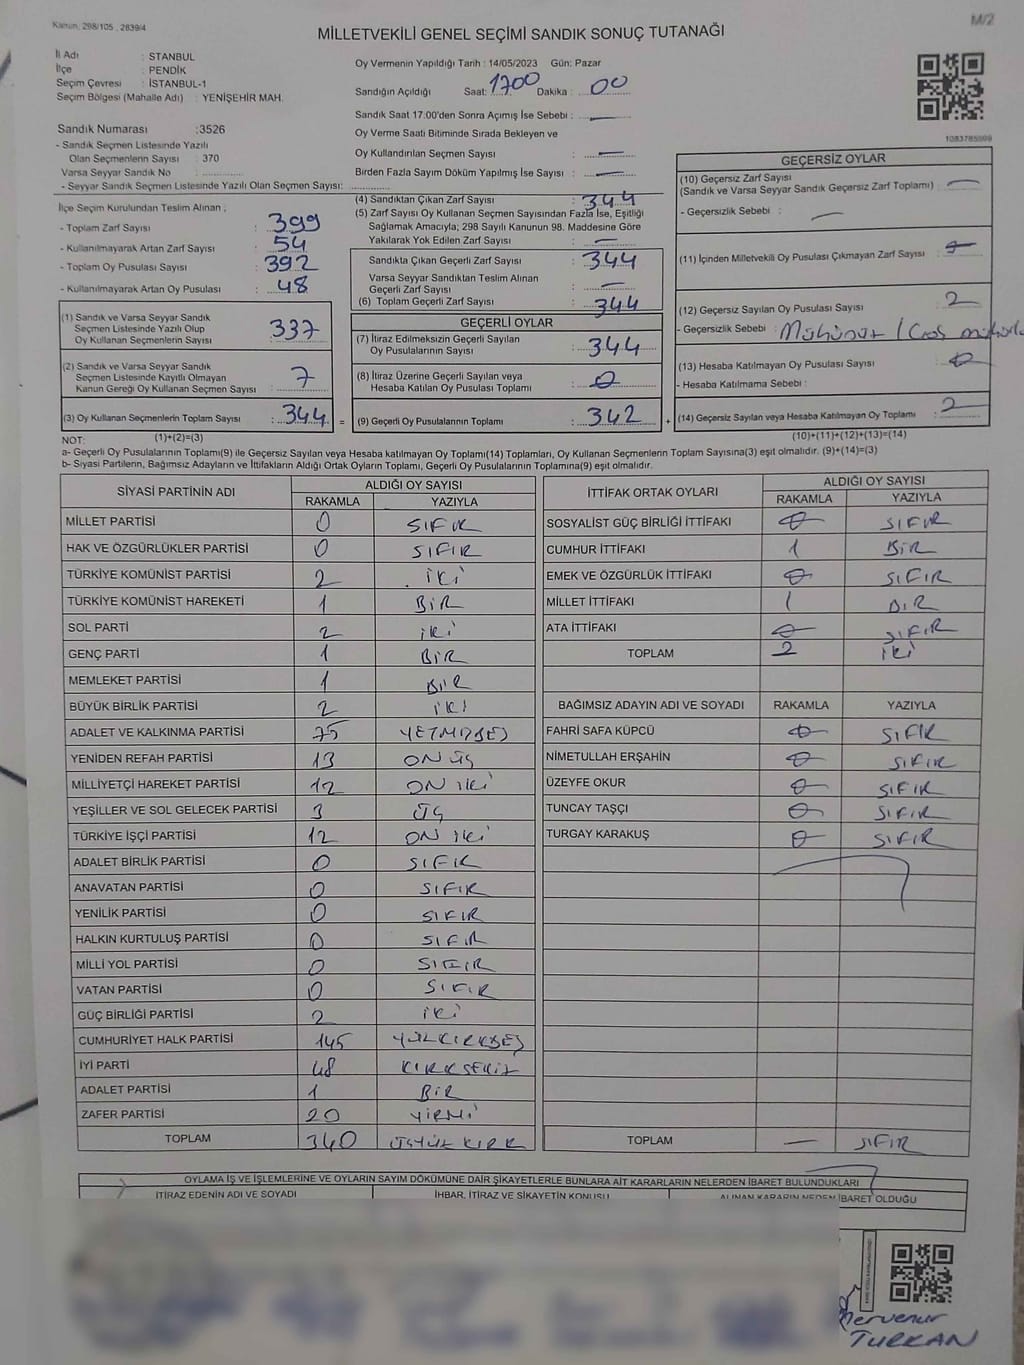 Kanun, 298/105 , 2839/4
M/2
MİLLETVEKİLİ GENEL SEÇİMİ SANDIK SONUÇ TUTANAĞI
İl Adı : STANBUL
İlçe : PENDİK
Seçim Çevresi : İSTANBUL-1
Seçim Bölgesi (Mahalle Adı) : YENİŞEHİR MAH.
Sandık Numarası :3526
- Sandık Seçmen Listesinde Yazılı
Olan Seçmenlerin Sayısı : 370
Varsa Seyyar Sandık No :
- Seyyar Sandık Seçmen Listesinde Yazılı Olan Seçmen Sayısı:
İlçe Seçim Kurulundan Teslim Alınan ;
- Toplam Zarf Sayısı : 399
- Kullanılmayarak Artan Zarf Sayısı : 54
- Toplam Oy Pusulası Sayısı : 392
- Kullanılmayarak Artan Oy Pusulası : 48
(1) Sandık ve Varsa Seyyar Sandık
Seçmen Listesinde Yazılı Olup
Oy Kullanan Seçmenlerin Sayısı : 337
(2) Sandık ve Varsa Seyyar Sandık
Seçmen Listesinde Kayıtlı Olmayan
Kanun Gereği Oy Kullanan Seçmen Sayısı : 7
(3) Oy Kullanan Seçmenlerin Toplam Sayısı : 344 =
Oy Vermenin Yapıldığı Tarih : 14/05/2023 Gün: Pazar
Sandığın Açıldığı Saat: 1700 Dakika : 00
Sandık Saat 17:00'den Sonra Açılmış İse Sebebi : —
Oy Verme Saati Bitiminde Sırada Bekleyen ve
Oy Kullandırılan Seçmen Sayısı : —
Birden Fazla Sayım Döküm Yapılmış İse Sayısı : —
(4) Sandıktan Çıkan Zarf Sayısı : 344
(5) Zarf Sayısı Oy Kullanan Seçmen Sayısından Fazla İse, Eşitliği
Sağlamak Amacıyla; 298 Sayılı Kanunun 98. Maddesine Göre
Yakılarak Yok Edilen Zarf Sayısı : —
Sandıkta Çıkan Geçerli Zarf Sayısı : 344
Varsa Seyyar Sandıktan Teslim Alınan
Geçerli Zarf Sayısı : —
(6) Toplam Geçerli Zarf Sayısı : 344
GEÇERLİ OYLAR
(7) İtiraz Edilmeksizin Geçerli Sayılan
Oy Pusulalarının Sayısı : 344
(8) İtiraz Üzerine Geçerli Sayılan veya
Hesaba Katılan Oy Pusulası Toplamı : 0
(9) Geçerli Oy Pusulalarının Toplamı : 342 +
1083785999
GEÇERSİZ OYLAR
(10) Geçersiz Zarf Sayısı
(Sandık ve Varsa Seyyar Sandık Geçersiz Zarf Toplamı) : —
- Geçersizlik Sebebi : —
(11) İçinden Milletvekili Oy Pusulası Çıkmayan Zarf Sayısı : 0
(12) Geçersiz Sayılan Oy Pusulası Sayısı : 2
- Geçersizlik Sebebi :
(13) Hesaba Katılmayan Oy Pusulası Sayısı : 0
- Hesaba Katılmama Sebebi :
(14) Geçersiz Sayılan veya Hesaba Katılmayan Oy Toplamı : 2
NOT: (1)+(2)=(3) (10)+(11)+(12)+(13)=(14)
a- Geçerli Oy Pusulalarının Toplamı(9) ile Geçersiz Sayılan veya Hesaba katılmayan Oy Toplamı(14) Toplamları, Oy Kullanan Seçmenlerin Toplam Sayısına(3) eşit olmalıdır. (9)+(14)=(3)
b- Siyasi Partilerin, Bağımsız Adayların ve İttifakların Aldığı Ortak Oyların Toplamı, Geçerli Oy Pusulalarının Toplamına(9) eşit olmalıdır.
SİYASİ PARTİNİN ADI ALDIĞI OY SAYISI
RAKAMLA YAZIYLA
MİLLET PARTİSİ 0 SIFIR
HAK VE ÖZGÜRLÜKLER PARTİSİ 0 SIFIR
TÜRKİYE KOMÜNİST PARTİSİ 2 İKİ
TÜRKİYE KOMÜNİST HAREKETİ 1 BİR
SOL PARTİ 2 İKİ
GENÇ PARTİ 1 BİR
MEMLEKET PARTİSİ 1 BİR
BÜYÜK BİRLİK PARTİSİ 2 İKİ
ADALET VE KALKINMA PARTİSİ 75 YETMİŞBEŞ
YENİDEN REFAH PARTİSİ 13 ON ÜÇ
MİLLİYETÇİ HAREKET PARTİSİ 12 ON İKİ
YEŞİLLER VE SOL GELECEK PARTİSİ 3 ÜÇ
TÜRKİYE İŞÇİ PARTİSİ 12 ON İKİ
ADALET BİRLİK PARTİSİ 0 SIFIR
ANAVATAN PARTİSİ 0 SIFIR
YENİLİK PARTİSİ 0 SIFIR
HALKIN KURTULUŞ PARTİSİ 0 SIFIR
MİLLİ YOL PARTİSİ 0 SIFIR
VATAN PARTİSİ 0 SIFIR
GÜÇ BİRLİĞİ PARTİSİ 2 İKİ
CUMHURİYET HALK PARTİSİ 145 YÜZKIRKBEŞ
İYİ PARTİ 48 KIRKSEKİZ
ADALET PARTİSİ 1 BİR
ZAFER PARTİSİ 20 YİRMİ
TOPLAM 340 ÜÇYÜZ KIRK
İTTİFAK ORTAK OYLARI ALDIĞI OY SAYISI
RAKAMLA YAZIYLA
SOSYALİST GÜÇ BİRLİĞİ İTTİFAKI 0 SIFIR
CUMHUR İTTİFAKI 1 BİR
EMEK VE ÖZGÜRLÜK İTTİFAKI 0 SIFIR
MİLLET İTTİFAKI 1 BİR
ATA İTTİFAKI 0 SIFIR
TOPLAM 2 İKİ
BAĞIMSIZ ADAYIN ADI VE SOYADI RAKAMLA YAZIYLA
FAHRİ SAFA KÜPCÜ 0 SIFIR
NİMETULLAH ERŞAHİN 0 SIFIR
ÜZEYFE OKUR 0 SIFIR
TUNCAY TAŞÇI 0 SIFIR
TURGAY KARAKUŞ 0 SIFIR
TOPLAM — SIFIR
OYLAMA İŞ VE İŞLEMLERİNE VE OYLARIN SAYIM DÖKÜMÜNE DAİR ŞİKAYETLERLE BUNLARA AİT KARARLARIN NELERDEN İBARET BULUNDUKLARI
İTİRAZ EDENİN ADI VE SOYADI İHBAR, İTİRAZ VE ŞİKAYETİN KONUSU ALINAN KARARIN NEDEN İBARET OLDUĞU
Mervenur
TURKAN